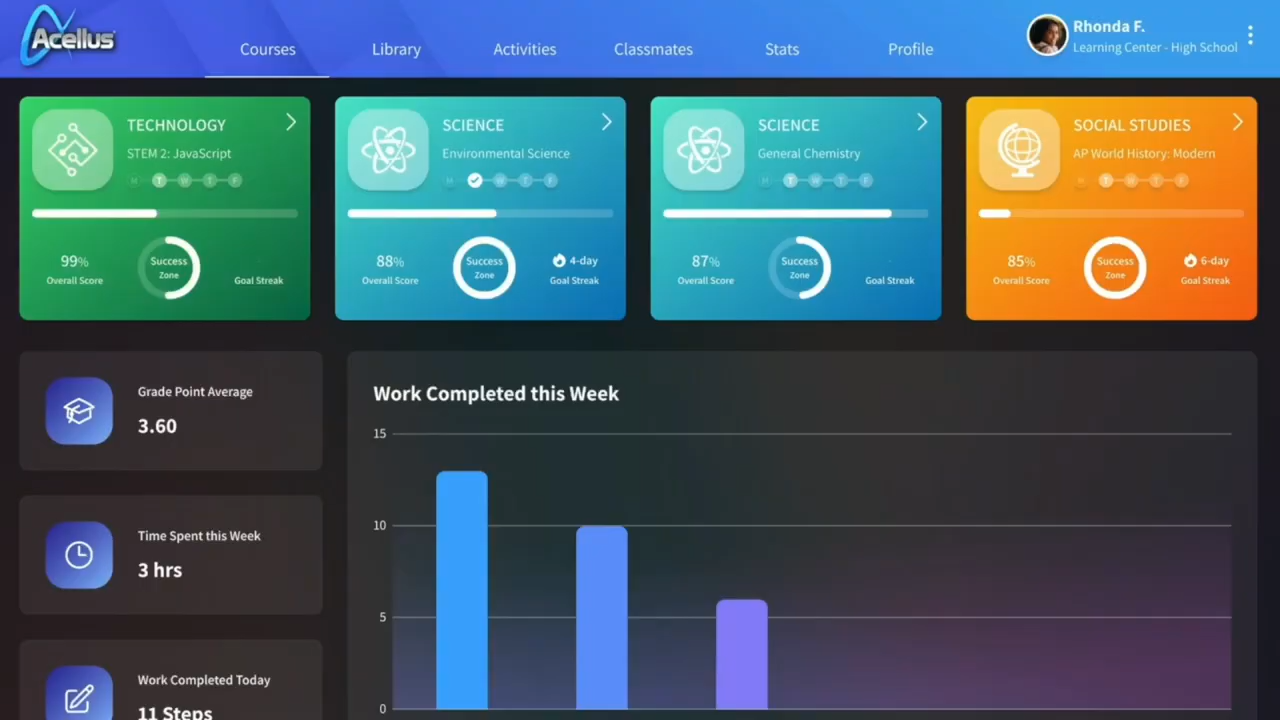 Acellus
Courses
Library
Activities
Classmates
Stats
Profile
Rhonda F.
Learning Center - High School
TECHNOLOGY
STEM 2: JavaScript
M T W T F
99%
Overall Score
Success
Zone
Goal Streak
SCIENCE
Environmental Science
M W T F
88%
Overall Score
Success
Zone
4-day
Goal Streak
SCIENCE
General Chemistry
M T W T F
87%
Overall Score
Success
Zone
Goal Streak
SOCIAL STUDIES
AP World History: Modern
T W T F
85%
Overall Score
Success
Zone
6-day
Goal Streak
Grade Point Average
3.60
Time Spent this Week
3 hrs
Work Completed Today
11 Steps
Work Completed this Week
15
10
5
0